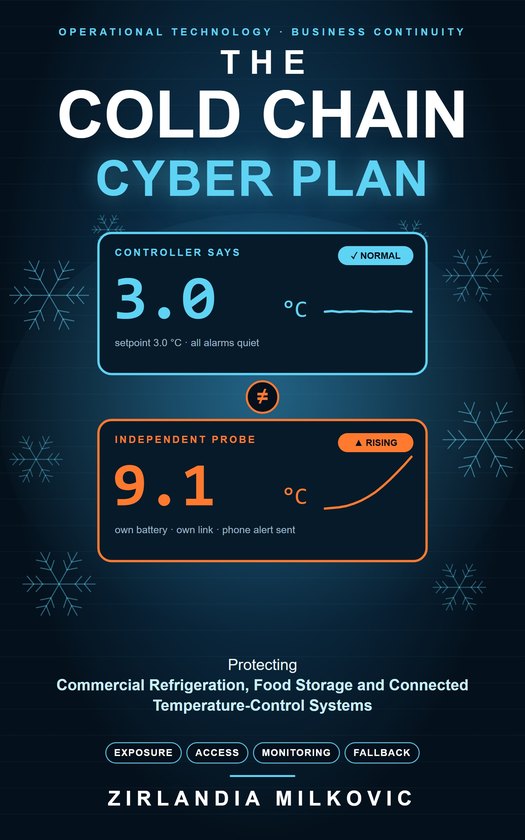 OPERATIONAL TECHNOLOGY · BUSINESS CONTINUITY
THE
COLD CHAIN
CYBER PLAN
CONTROLLER SAYS
✓ NORMAL
3.0 °C
setpoint 3.0 °C · all alarms quiet
≠
INDEPENDENT PROBE
▲ RISING
9.1 °C
own battery · own link · phone alert sent
Protecting
Commercial Refrigeration, Food Storage and Connected
Temperature-Control Systems
EXPOSURE ACCESS MONITORING FALLBACK
ZIRLANDIA MILKOVIC